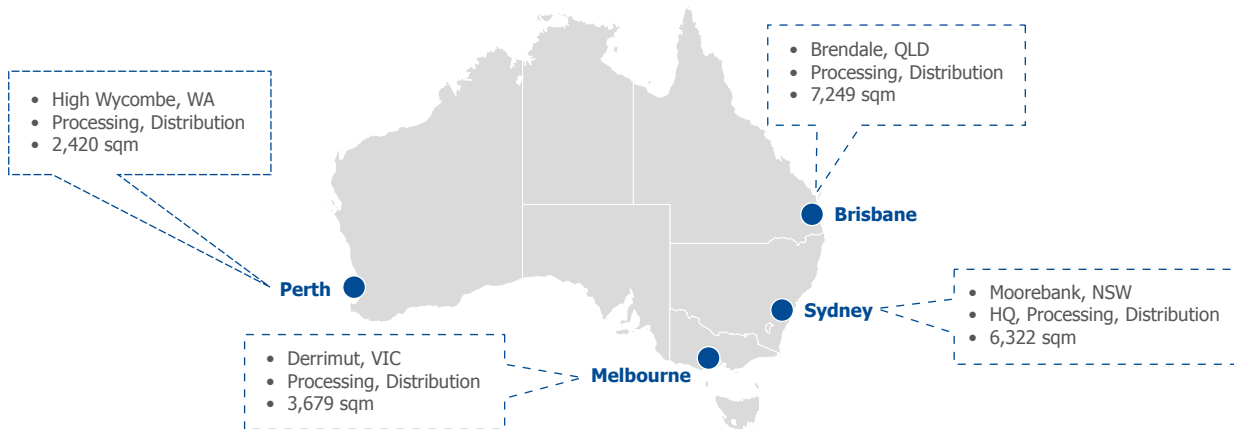 • Brendale, QLD
• Processing, Distribution
• 7,249 sqm
• High Wycombe, WA
• Processing, Distribution
• 2,420 sqm
Brisbane
Perth
• Moorebank, NSW
• HQ, Processing, Distribution
• 6,322 sqm
Sydney
• Derrimut, VIC
• Processing, Distribution
• 3,679 sqm
Melbourne